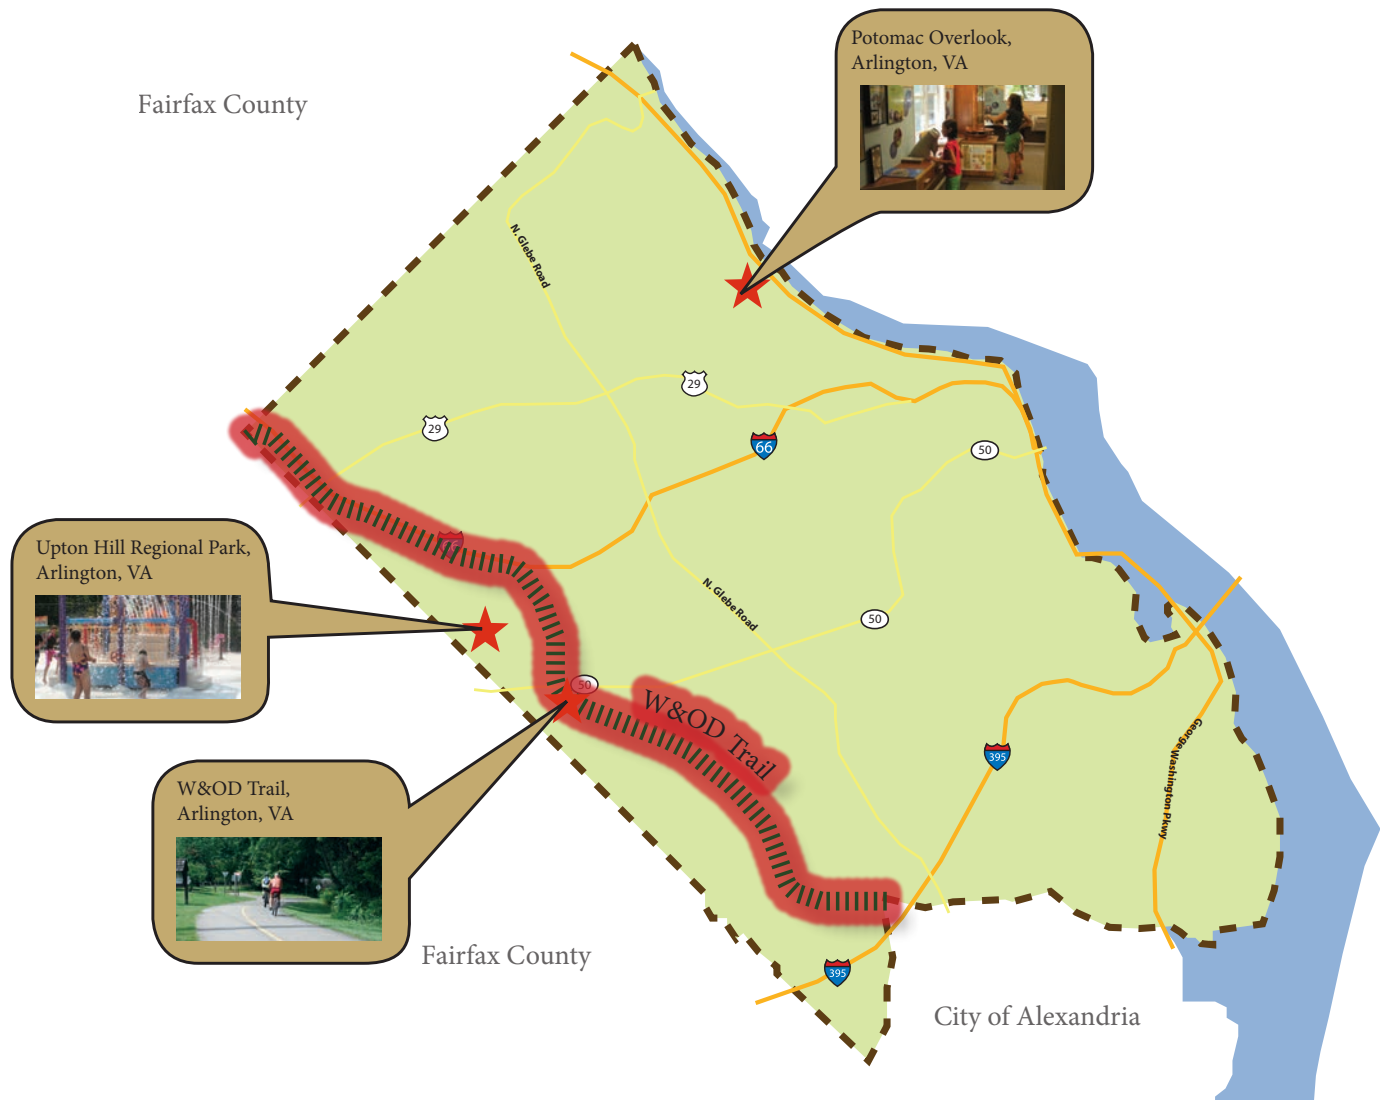 Potomac Overlook,
Arlington, VA
Fairfax County
N. Glebe Road
29
29
66
50
66
Upton Hill Regional Park,
Arlington, VA
N. Glebe Road
50
50
W&OD Trail
George Washington Pkwy
395
W&OD Trail,
Arlington, VA
Fairfax County
395
City of Alexandria